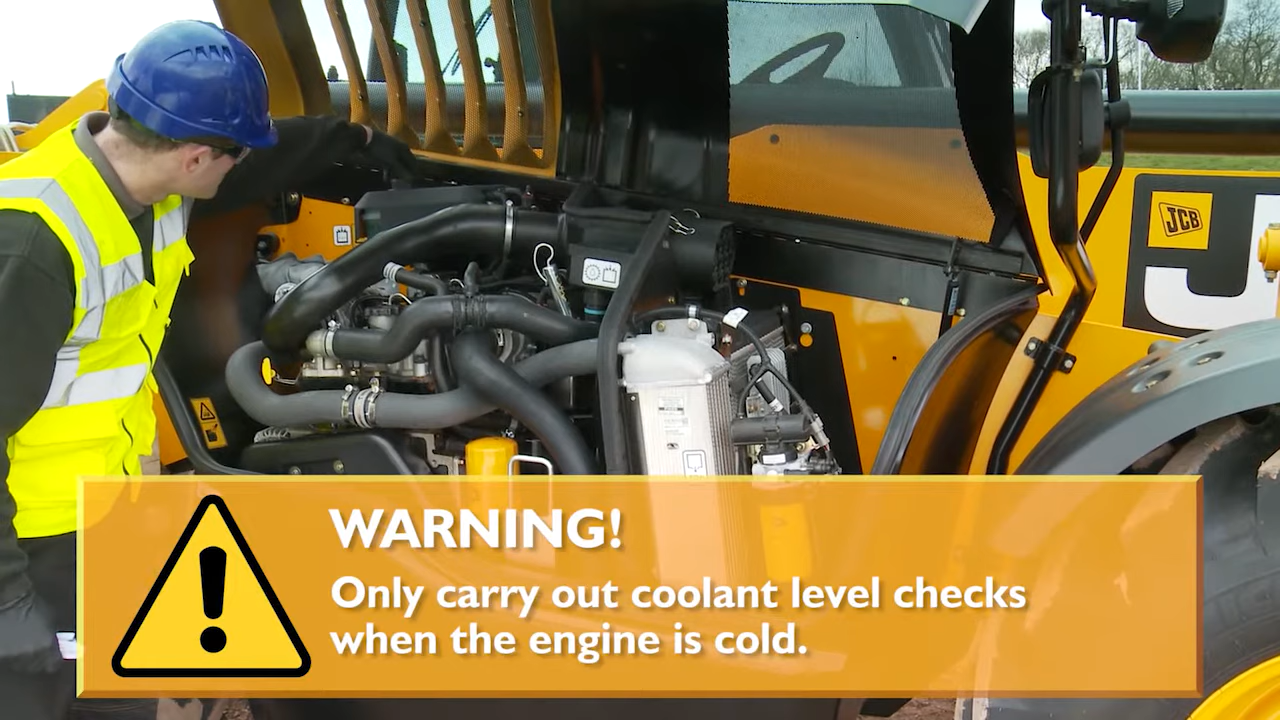 JCB
J
WARNING!
Only carry out coolant level checks
when the engine is cold.